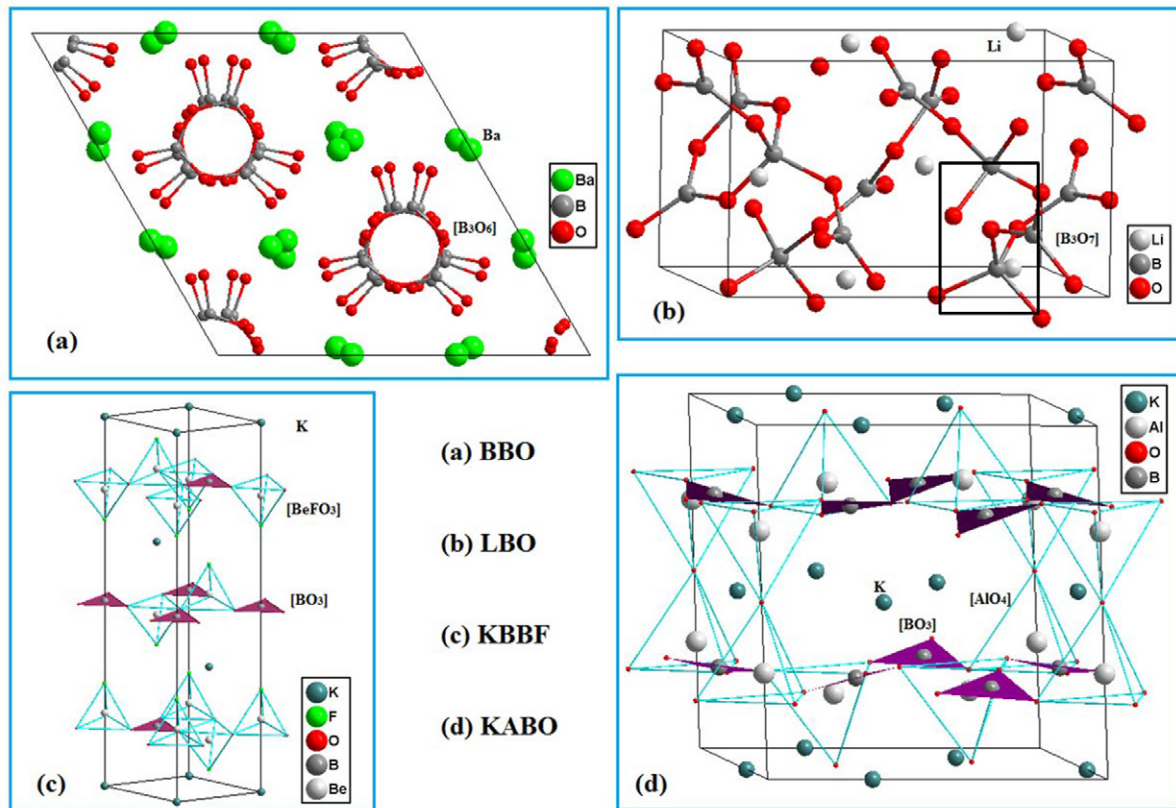 Ba
[B₃O₆]
Ba
B
O
(a)
Li
[B₃O₇]
Li
B
O
(b)
K
[BeFO₃]
[BO₃]
K
F
O
B
Be
(c)
(a) BBO
(b) LBO
(c) KBBF
(d) KABO
K
Al
O
B
K
[AlO₄]
[BO₃]
(d)